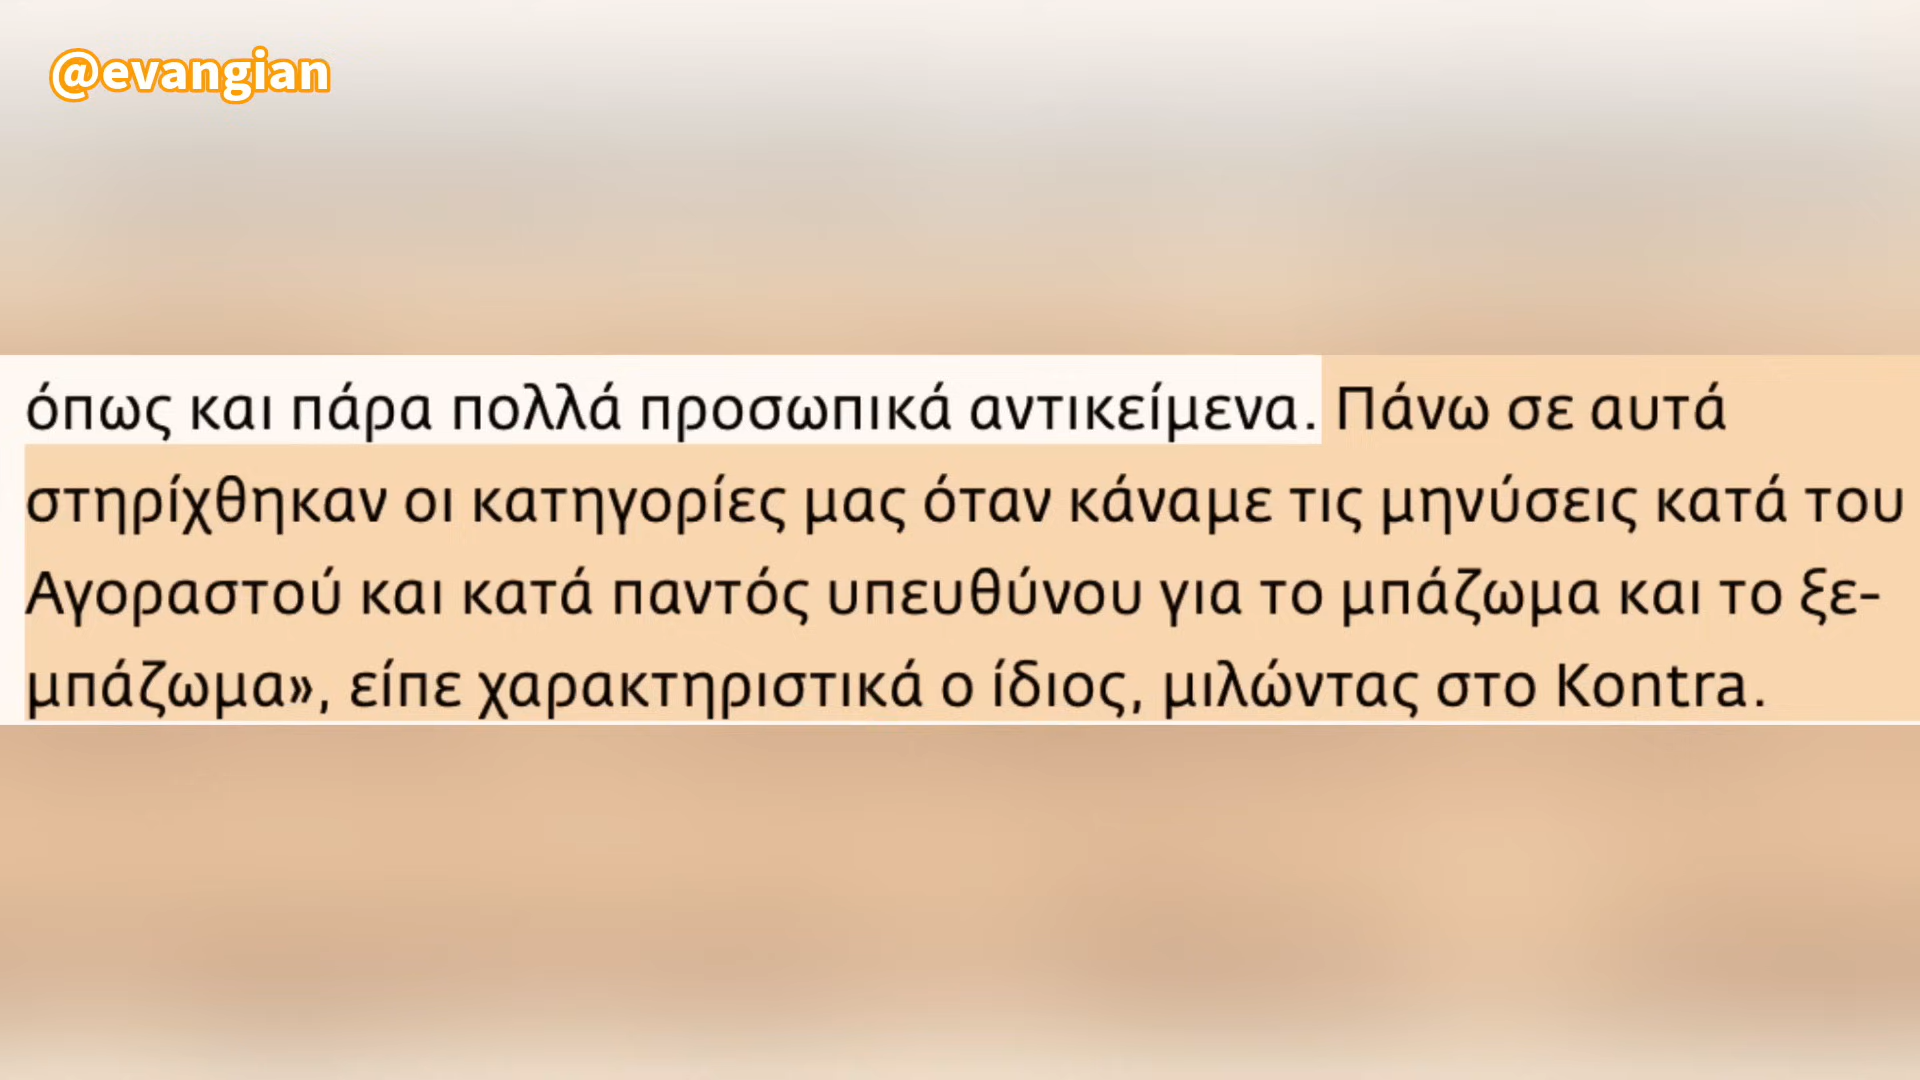 @evangian
όπως και πάρα πολλά προσωπικά αντικείμενα. Πάνω σε αυτά
στηρίχθηκαν οι κατηγορίες μας όταν κάναμε τις μηνύσεις κατά του
Αγοραστού και κατά παντός υπευθύνου για το μπάζωμα και το ξε-
μπάζωμα», είπε χαρακτηριστικά ο ίδιος, μιλώντας στο Kontra.